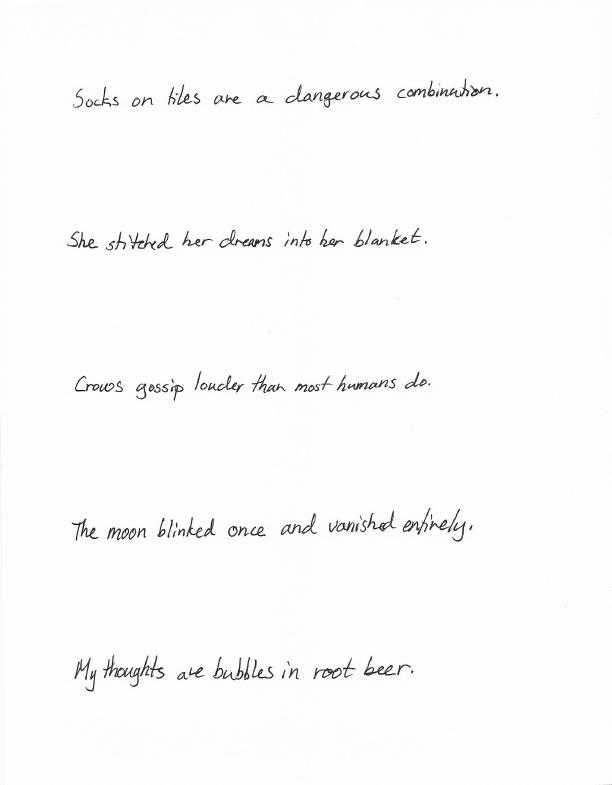 Socks on tiles are a dangerous combination.
She stitched her dreams into her blanket.
Crows gossip louder than most humans do.
The moon blinked once and vanished entirely.
My thoughts are bubbles in root beer.